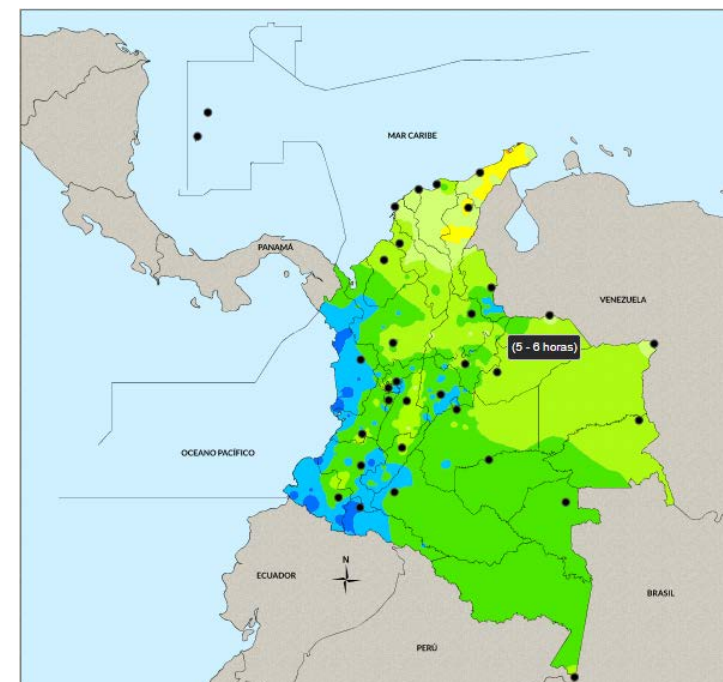 MAR CARIBE
PANAMÁ
VENEZUELA
(5 - 6 horas)
OCEANO PACÍFICO
N
ECUADOR
BRASIL
PERÚ